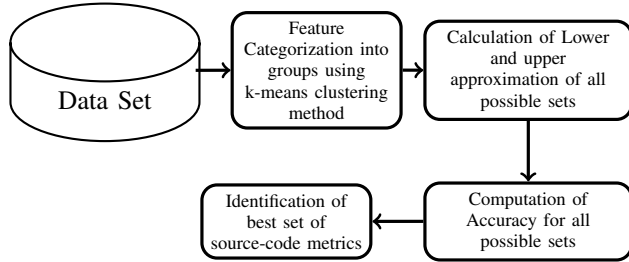 Data Set
Feature
Categorization into
groups using
k-means clustering
method
Calculation of Lower
and upper
approximation of all
possible sets
Computation of
Accuracy for all
possible sets
Identification of
best set of
source-code metrics